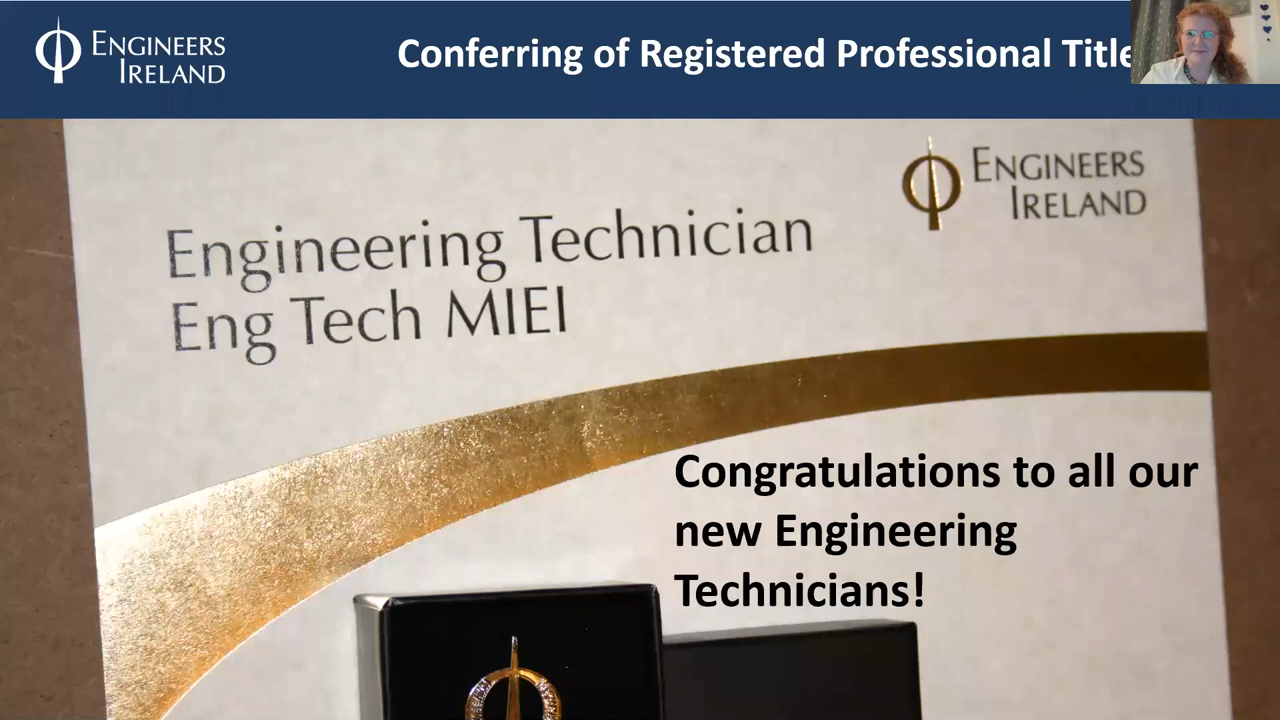 ENGINEERS
IRELAND
Conferring of Registered Professional Title
ENGINEERS
IRELAND
Engineering Technician
Eng Tech MIEI
Congratulations to all our
new Engineering
Technicians!